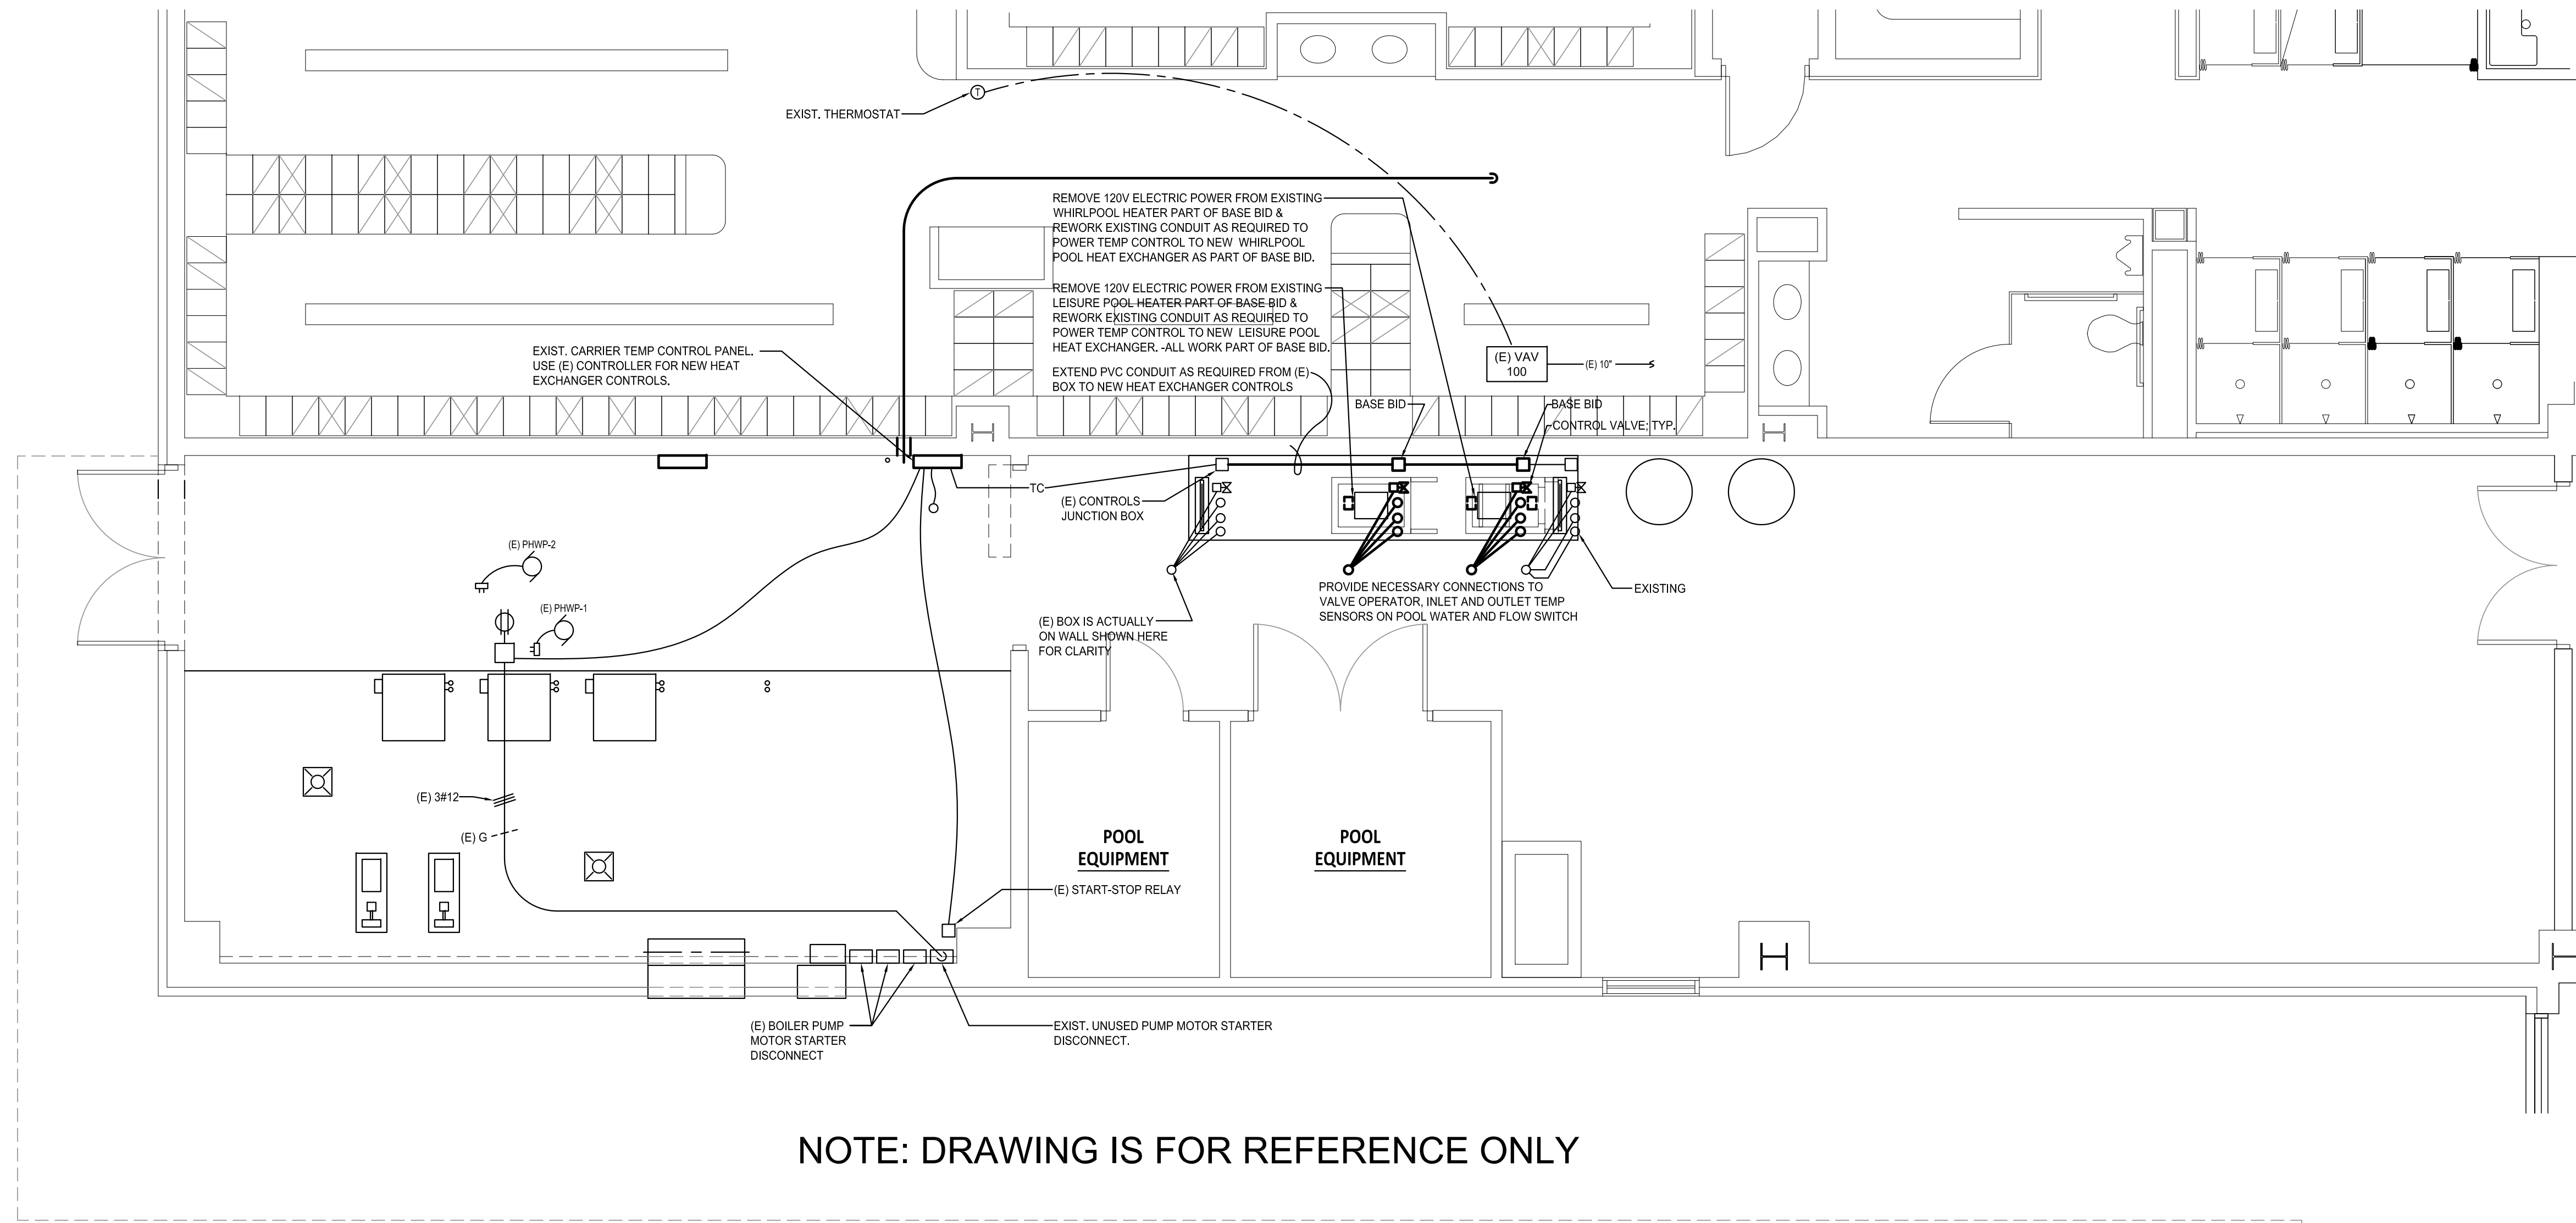 EXIST. THERMOSTAT
T
REMOVE 120V ELECTRIC POWER FROM EXISTING
WHIRLPOOL HEATER PART OF BASE BID &
REWORK EXISTING CONDUIT AS REQUIRED TO
POWER TEMP CONTROL TO NEW WHIRLPOOL
POOL HEAT EXCHANGER AS PART OF BASE BID.
REMOVE 120V ELECTRIC POWER FROM EXISTING
LEISURE POOL HEATER PART OF BASE BID &
REWORK EXISTING CONDUIT AS REQUIRED TO
POWER TEMP CONTROL TO NEW LEISURE POOL
HEAT EXCHANGER. -ALL WORK PART OF BASE BID.
EXIST. CARRIER TEMP CONTROL PANEL.
USE (E) CONTROLLER FOR NEW HEAT
EXCHANGER CONTROLS.
(E) VAV
100
(E) 10"
EXTEND PVC CONDUIT AS REQUIRED FROM (E)
BOX TO NEW HEAT EXCHANGER CONTROLS
BASE BID
BASE BID
CONTROL VALVE; TYP.
TC
(E) CONTROLS
JUNCTION BOX
(E) PHWP-2
(E) PHWP-1
PROVIDE NECESSARY CONNECTIONS TO
VALVE OPERATOR, INLET AND OUTLET TEMP
SENSORS ON POOL WATER AND FLOW SWITCH
EXISTING
(E) BOX IS ACTUALLY
ON WALL SHOWN HERE
FOR CLARITY
(E) 3#12
(E) G
POOL
EQUIPMENT
POOL
EQUIPMENT
(E) START-STOP RELAY
(E) BOILER PUMP
MOTOR STARTER
DISCONNECT
EXIST. UNUSED PUMP MOTOR STARTER
DISCONNECT.
NOTE: DRAWING IS FOR REFERENCE ONLY